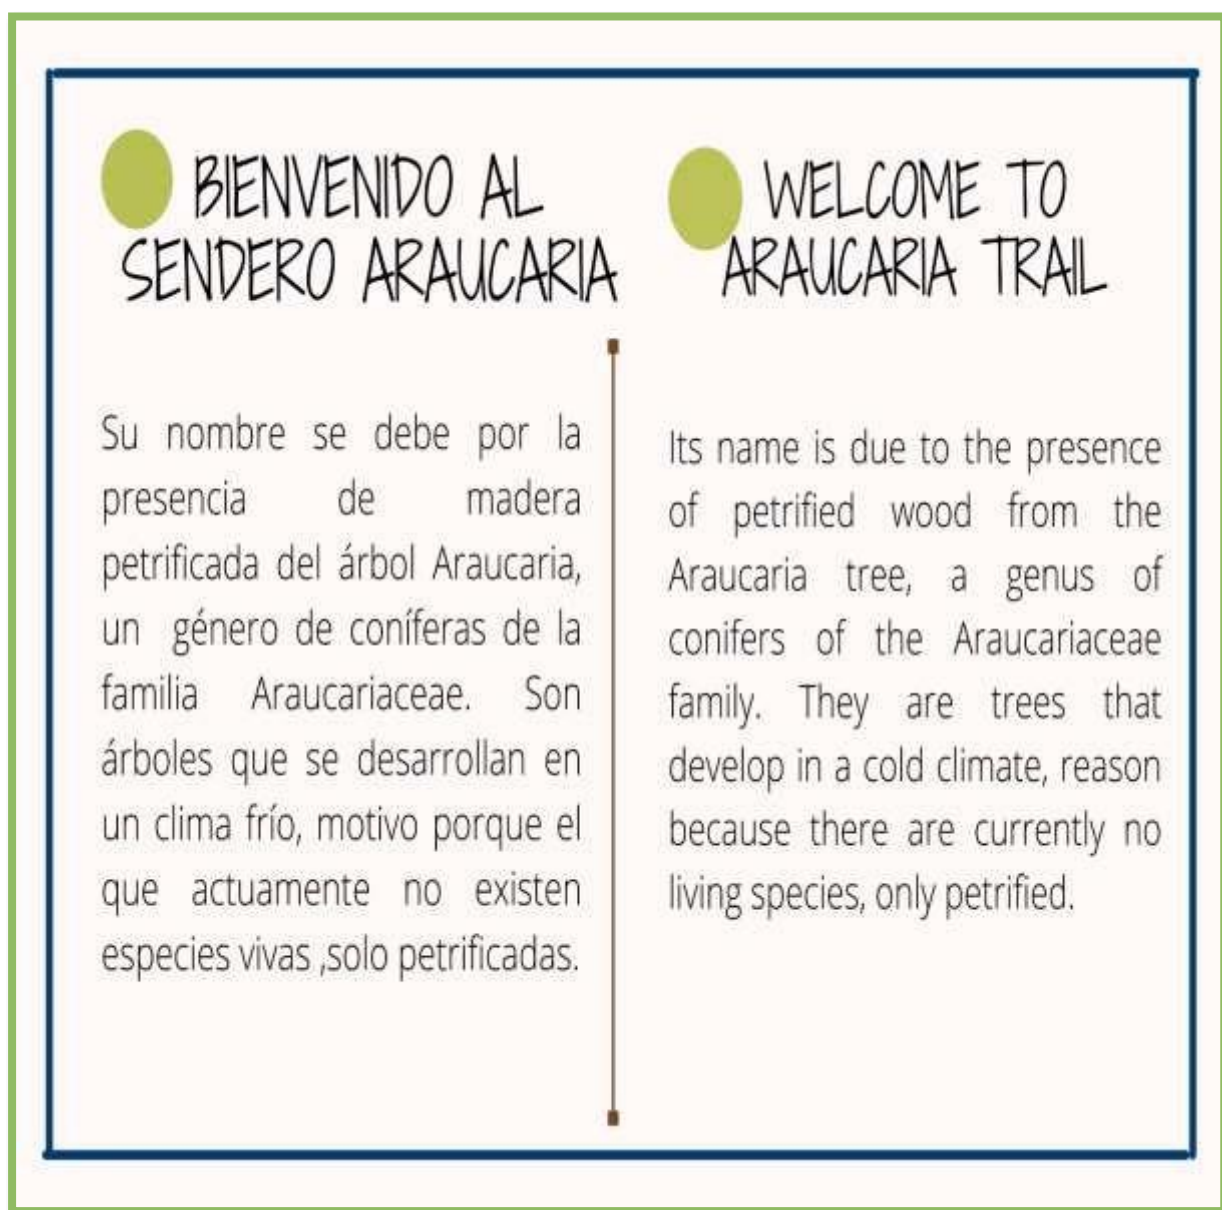 BIENVENIDO AL
SENDERO ARAUCARIA
Su nombre se debe por la
presencia de madera
petrificada del árbol Araucaria,
un género de coníferas de la
familia Araucariaceae. Son
árboles que se desarrollan en
un clima frío, motivo porque el
que actuamente no existen
especies vivas ,solo petrificadas.
WELCOME TO
ARAUCARIA TRAIL
Its name is due to the presence
of petrified wood from the
Araucaria tree, a genus of
conifers of the Araucariaceae
family. They are trees that
develop in a cold climate, reason
because there are currently no
living species, only petrified.